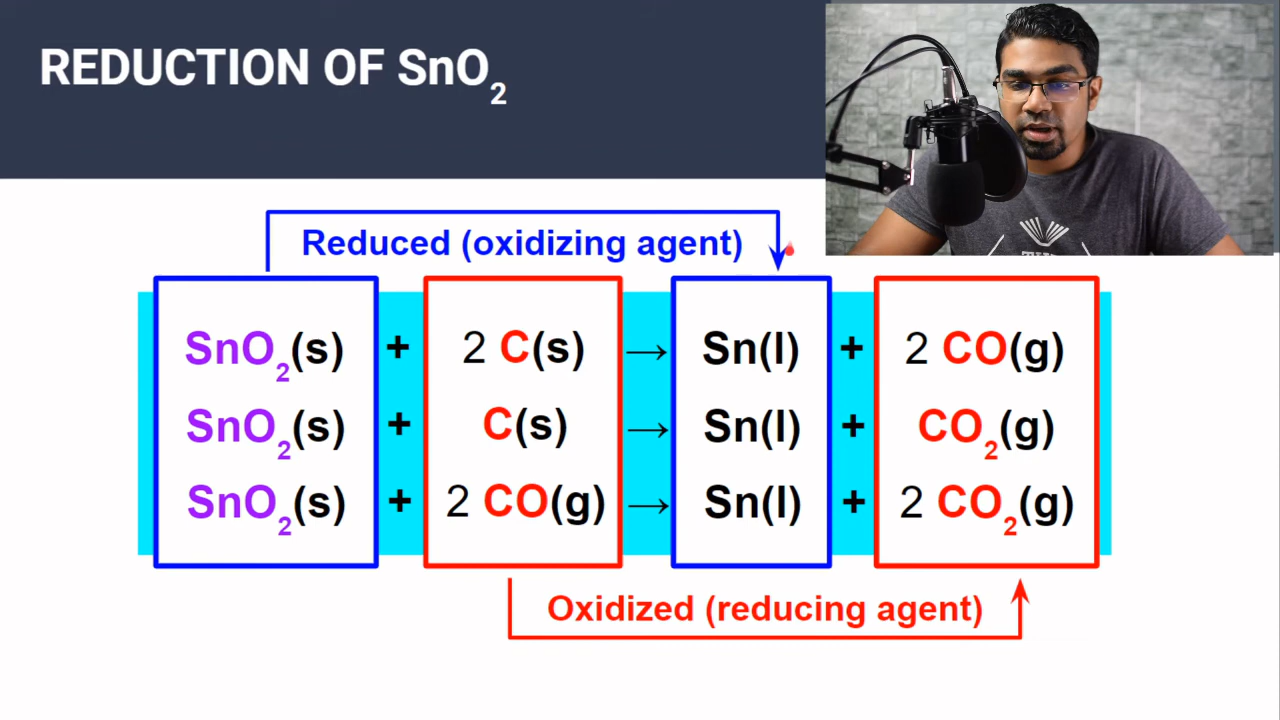 REDUCTION OF SnO₂
Reduced (oxidizing agent)
SnO₂(s) + 2 C(s) → Sn(l) + 2 CO(g)
SnO₂(s) + C(s) → Sn(l) + CO₂(g)
SnO₂(s) + 2 CO(g) → Sn(l) + 2 CO₂(g)
Oxidized (reducing agent)